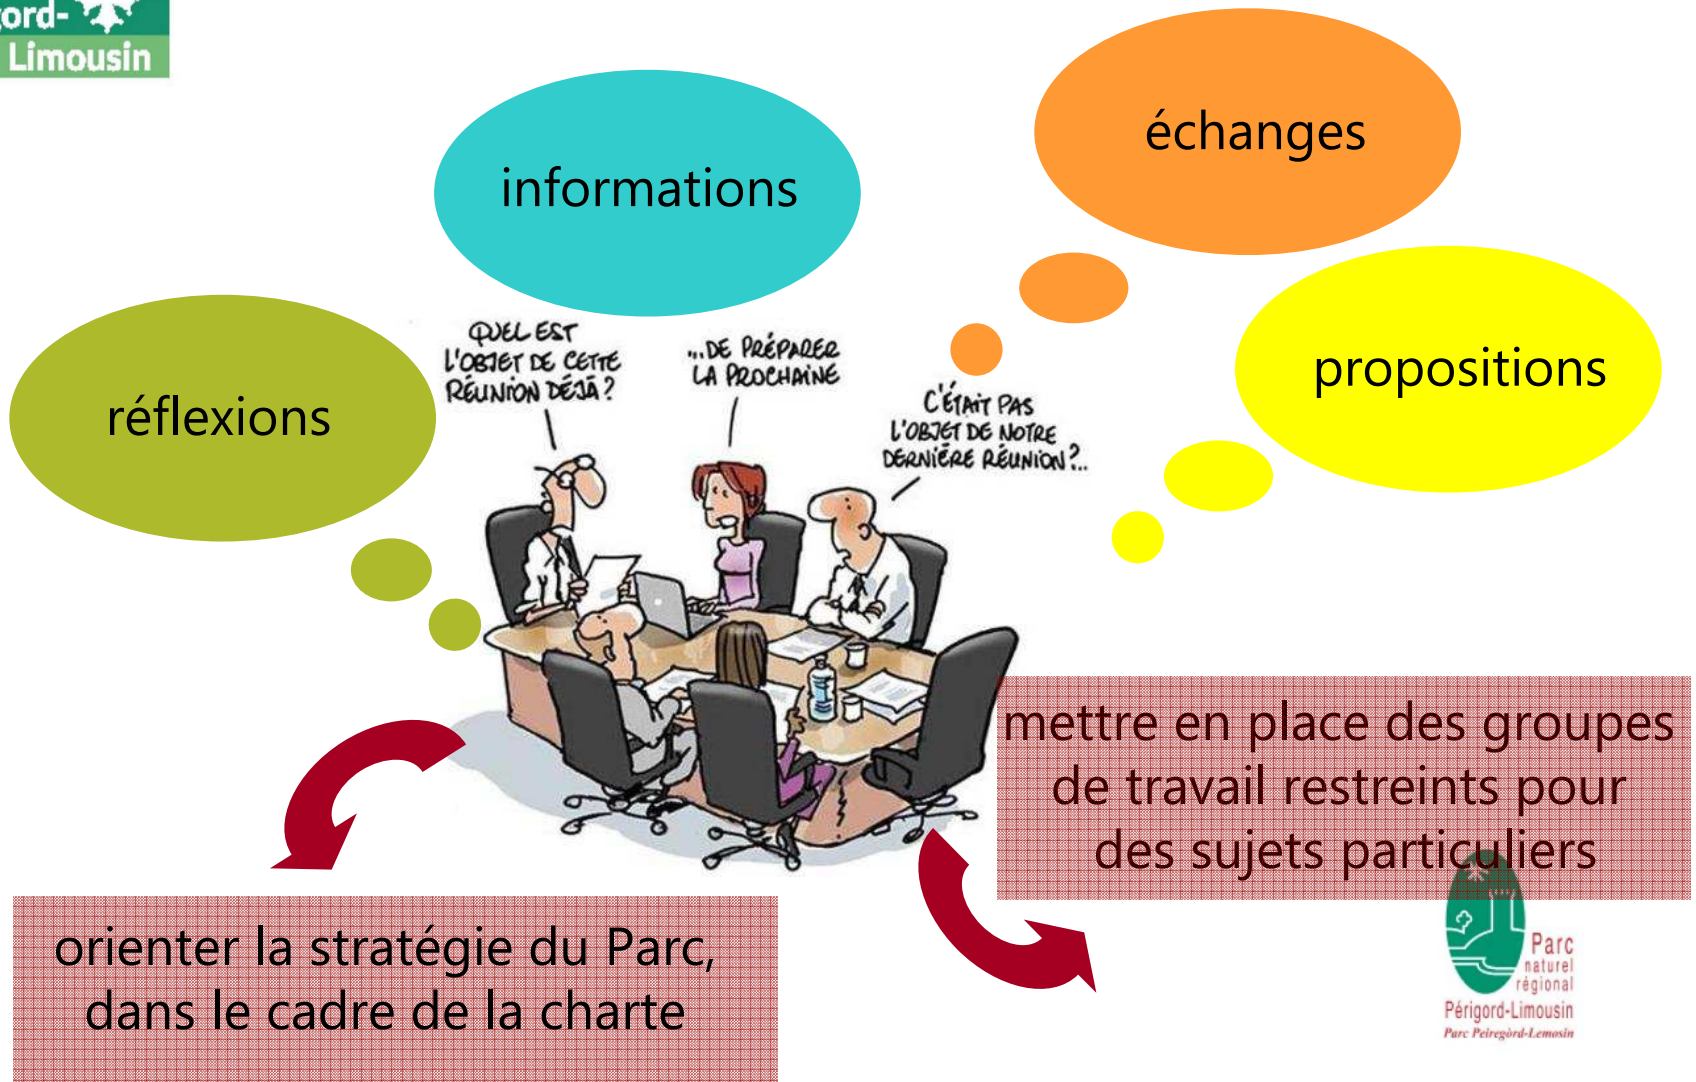 ord-
Limousin
échanges
informations
propositions
réflexions
QUEL EST
L'OBJET DE CETTE
RÉUNION DÉJÀ ?
...DE PRÉPARER
LA PROCHAINE
C'ÉTAIT PAS
L'OBJET DE NOTRE
DERNIÈRE RÉUNION ?..
mettre en place des groupes
de travail restreints pour
des sujets particuliers
orienter la stratégie du Parc,
dans le cadre de la charte
Parc
naturel
régional
Périgord-Limousin
Parc Peiregòrd-Lemosin